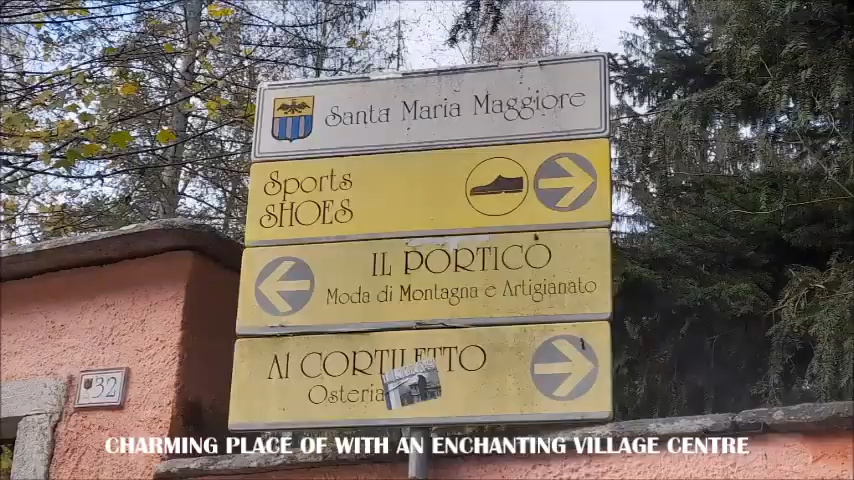 Santa Maria Maggiore
Sports
SHOES
IL PORTICO
Moda di Montagna e Artigianato
Al CORTILETTO
Osteria
32
CHARMING PLACE OF WITH AN ENCHANTING VILLAGE CENTRE